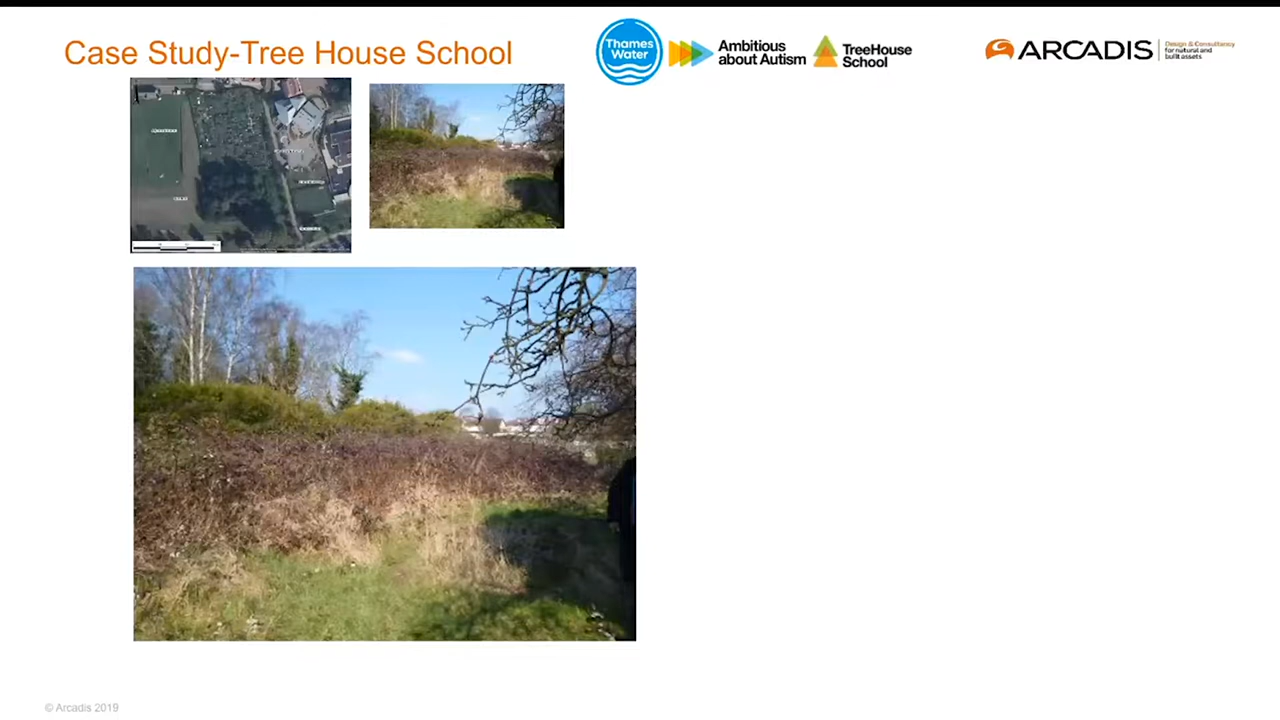 Case Study-Tree House School
Thames
Water
Ambitious
about Autism
TreeHouse
School
ARCADIS
Design & Consultancy
for natural and
built assets
© Arcadis 2019